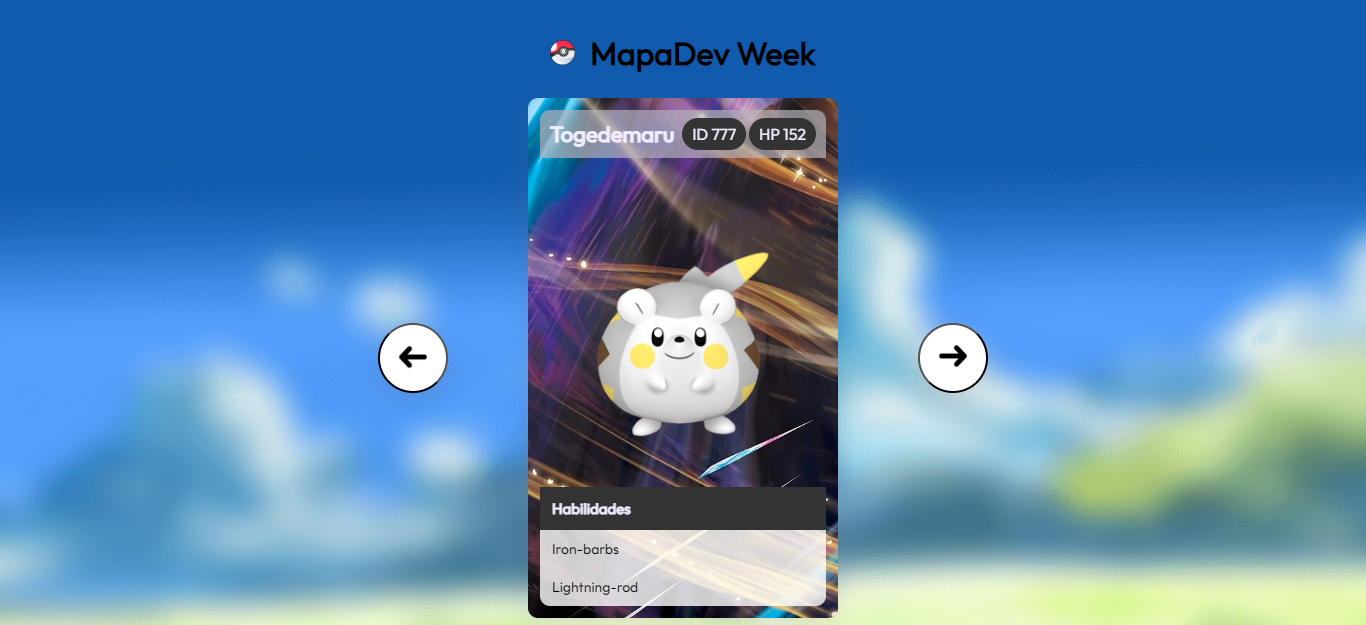 MapaDev Week
Togedemaru ID 777 HP 152
Habilidades
Iron-barbs
Lightning-rod